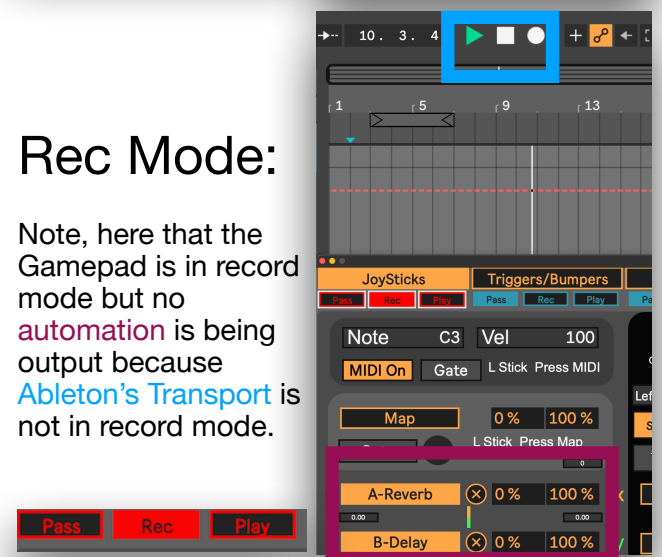 10. 3. 4
1 5 9 13
Rec Mode:
Note, here that the
Gamepad is in record
mode but no
automation is being
output because
Ableton's Transport is
not in record mode.
Pass Rec Play
JoySticks Triggers/Bumpers
Pass Rec Play Pass Rec Play Pa
Note C3 Vel 100
MIDI On Gate L Stick Press MIDI
Map 0 % 100 %
L Stick Press Map
0
A-Reverb 0 % 100 % x
0.00 0.00
B-Delay 0 % 100 % y
Lef
S